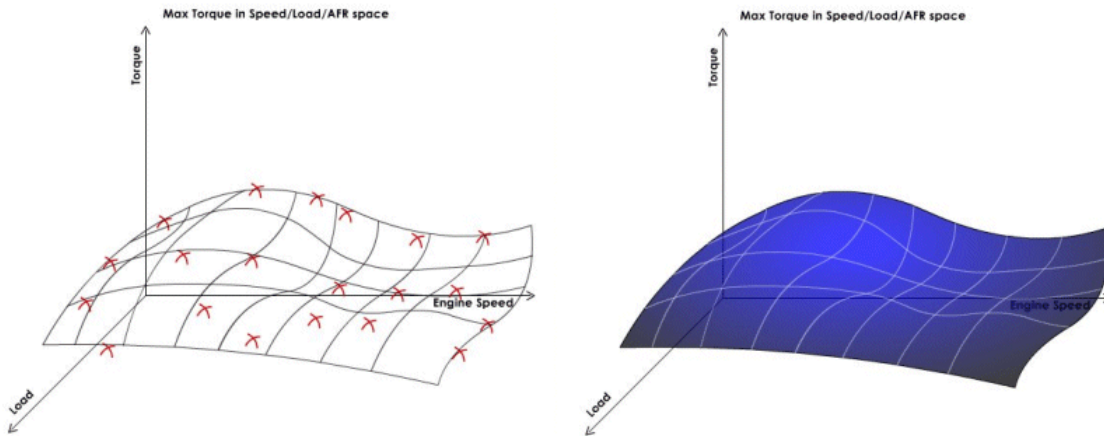 Max Torque in Speed/Load/AFR space
Torque
Engine Speed
Load
Max Torque in Speed/Load/AFR space
Torque
Engine Speed
Load